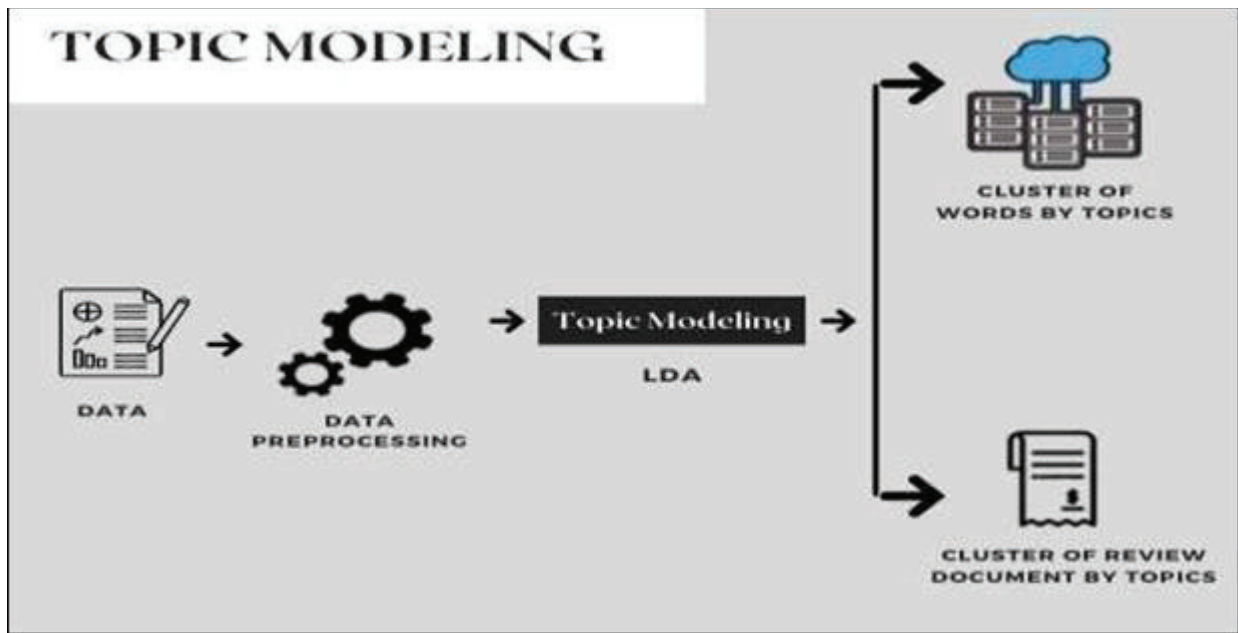 TOPIC MODELING
DATA
DATA
PREPROCESSING
Topic Modeling
LDA
CLUSTER OF
WORDS BY TOPICS
CLUSTER OF REVIEW
DOCUMENT BY TOPICS
$